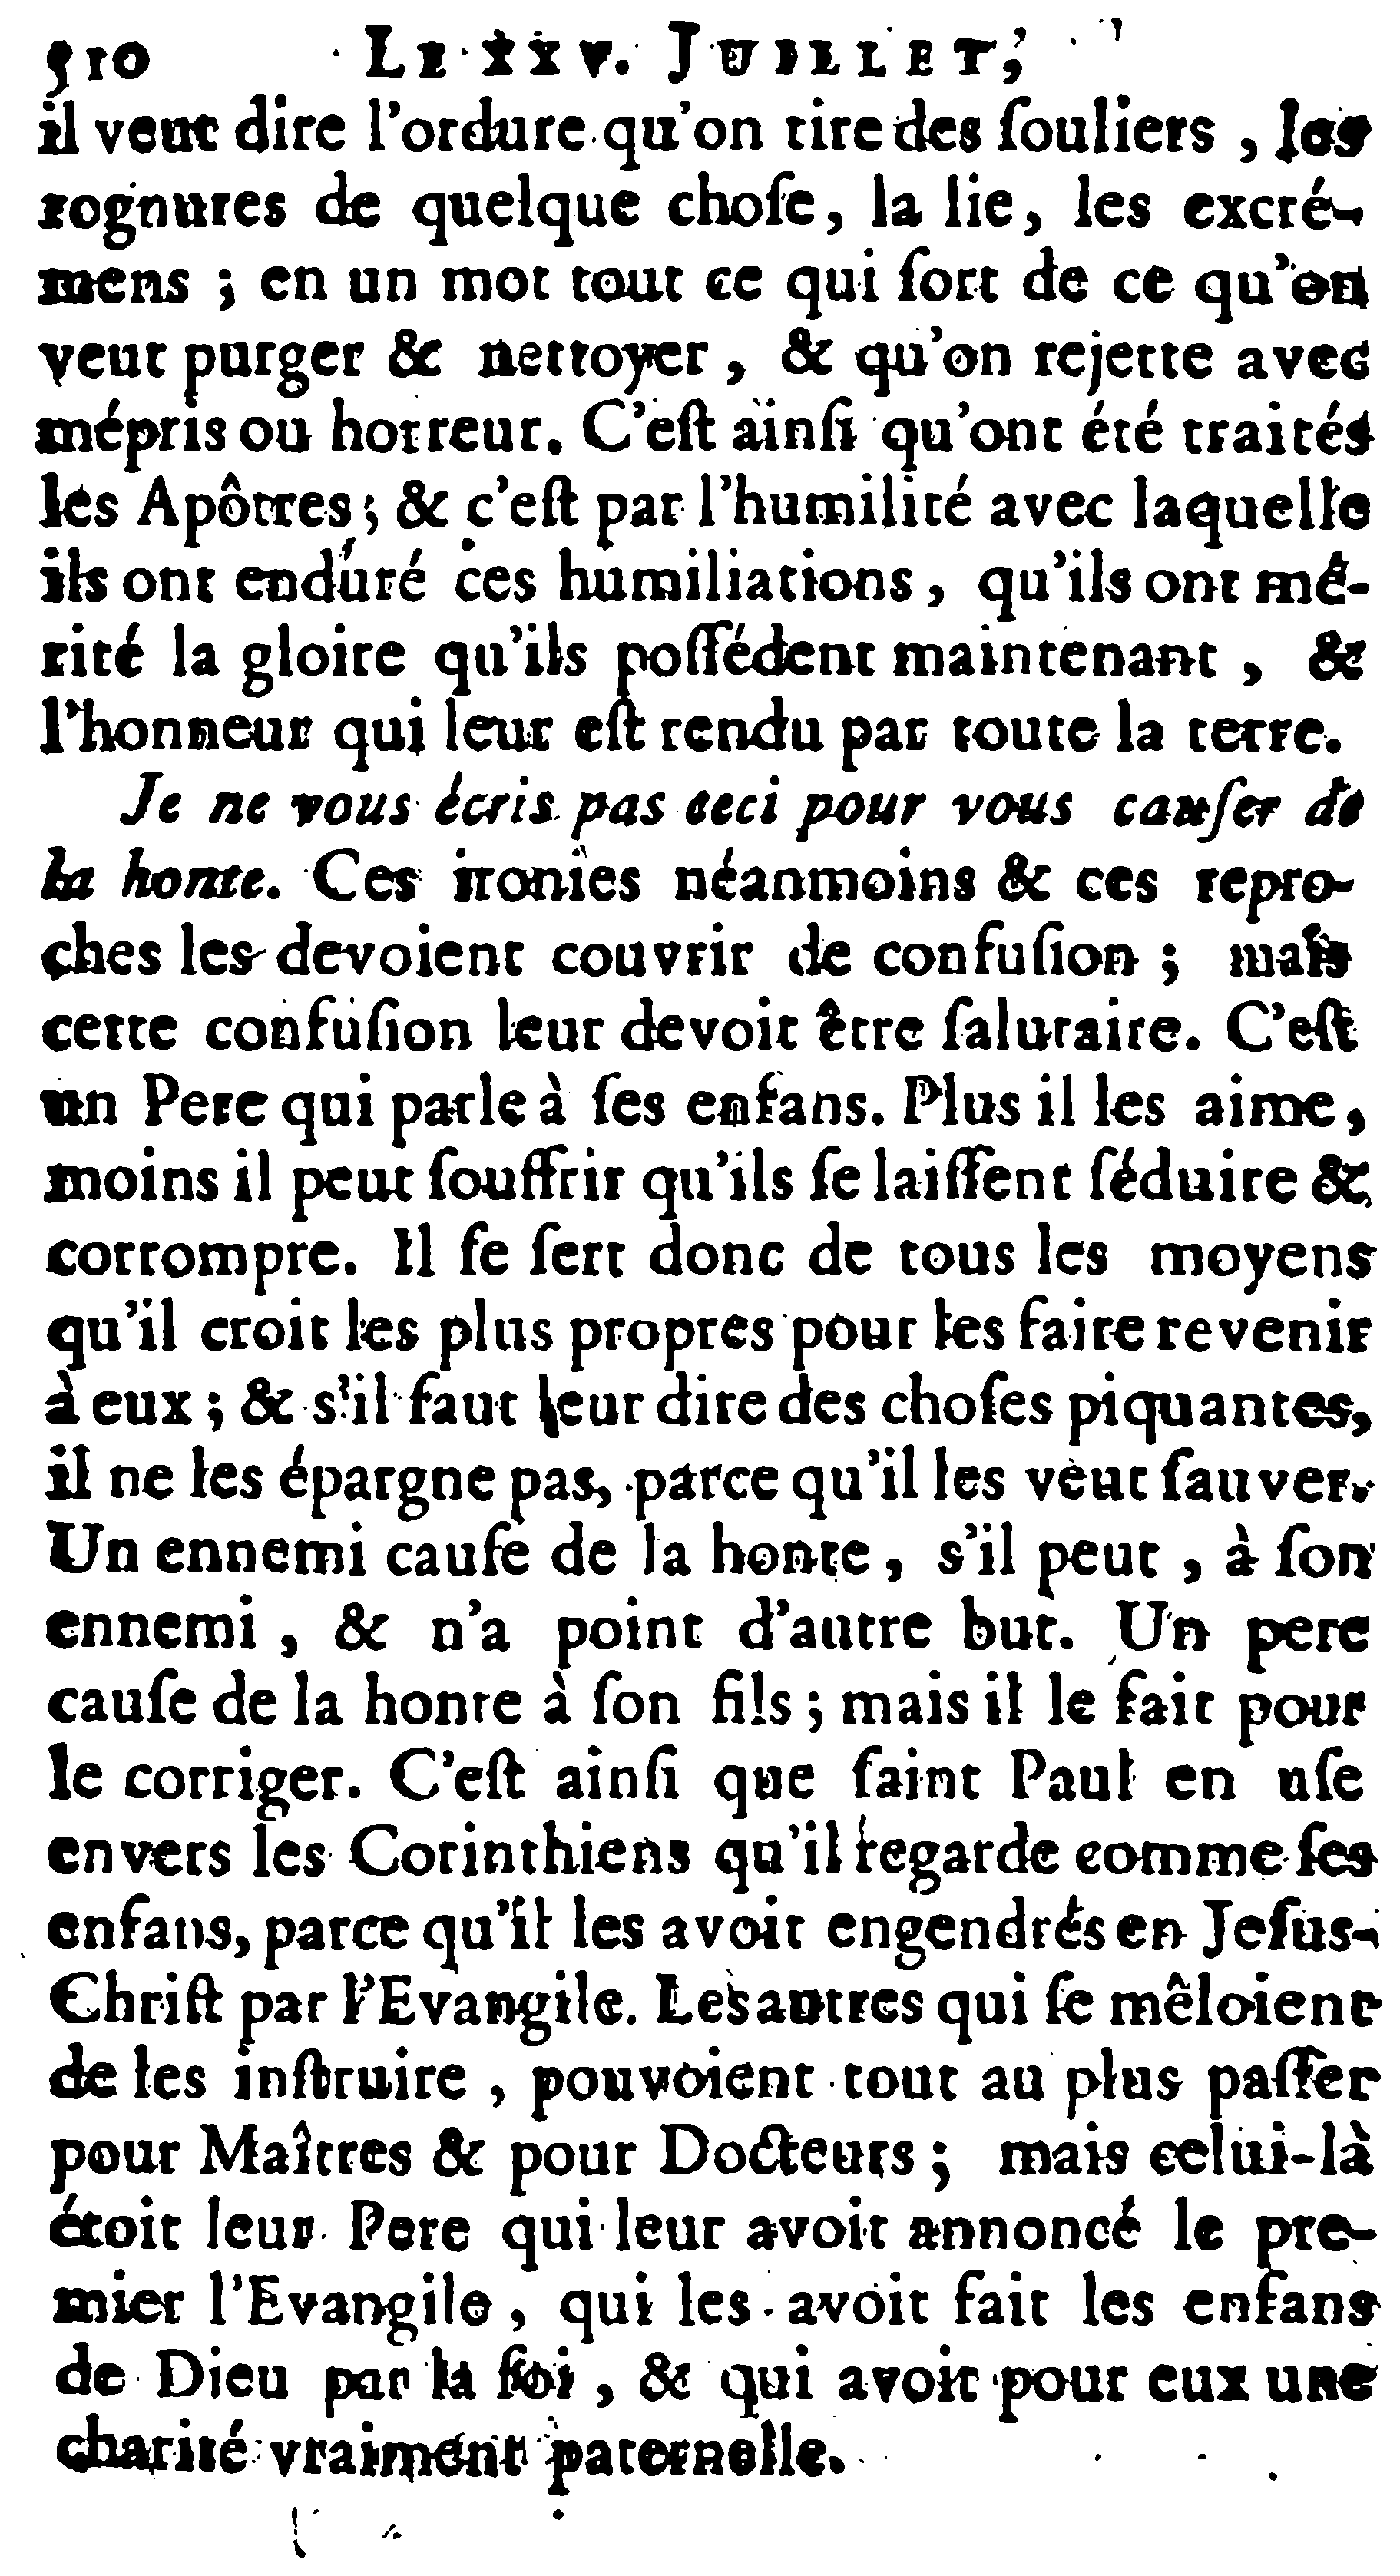 510 LE XXV. JUILLET,
il veut dire l'ordure qu'on tire des ſouliers , les
rognures de quelque choſe, la lie, les excré-
mens ; en un mot tout ce qui ſort de ce qu'on
veut purger & nettoyer , & qu'on rejette avec
mépris ou horreur. C'eſt ainſi qu'ont été traités
les Apôtres ; & c'eſt par l'humilité avec laquelle
ils ont enduré ces humiliations , qu'ils ont mé-
rité la gloire qu'ils poſſédent maintenant , &
l'honneur qui leur eſt rendu par toute la terre.
Je ne vous écris pas ceci pour vous cauſer de
la honte. Ces ironies néanmoins & ces repro-
ches les devoient couvrir de confuſion ; mais
cette confuſion leur devoit être ſalutaire. C'eſt
un Pere qui parle à ſes enfans. Plus il les aime,
moins il peut ſouffrir qu'ils ſe laiſſent ſéduire &
corrompre. Il ſe ſert donc de tous les moyens
qu'il croit les plus propres pour les faire revenir
à eux ; & s'il faut leur dire des choſes piquantes,
il ne les épargne pas, parce qu'il les veut ſauver.
Un ennemi cauſe de la honte , s'il peut , à ſon
ennemi , & n'a point d'autre but. Un pere
cauſe de la honte à ſon fils ; mais il le fait pour
le corriger. C'eſt ainſi que ſaint Paul en uſe
envers les Corinthiens qu'il regarde comme ſes
enfans, parce qu'il les avoit engendrés en Jeſus-
Chriſt par l'Evangile. Les autres qui ſe mêloient
de les inſtruire , pouvoient tout au plus paſſer
pour Maîtres & pour Docteurs ; mais celui-là
étoit leur Pere qui leur avoit annoncé le pre-
mier l'Evangile , qui les avoit fait les enfans
de Dieu par la foi , & qui avoit pour eux une
charité vraiment paternelle.